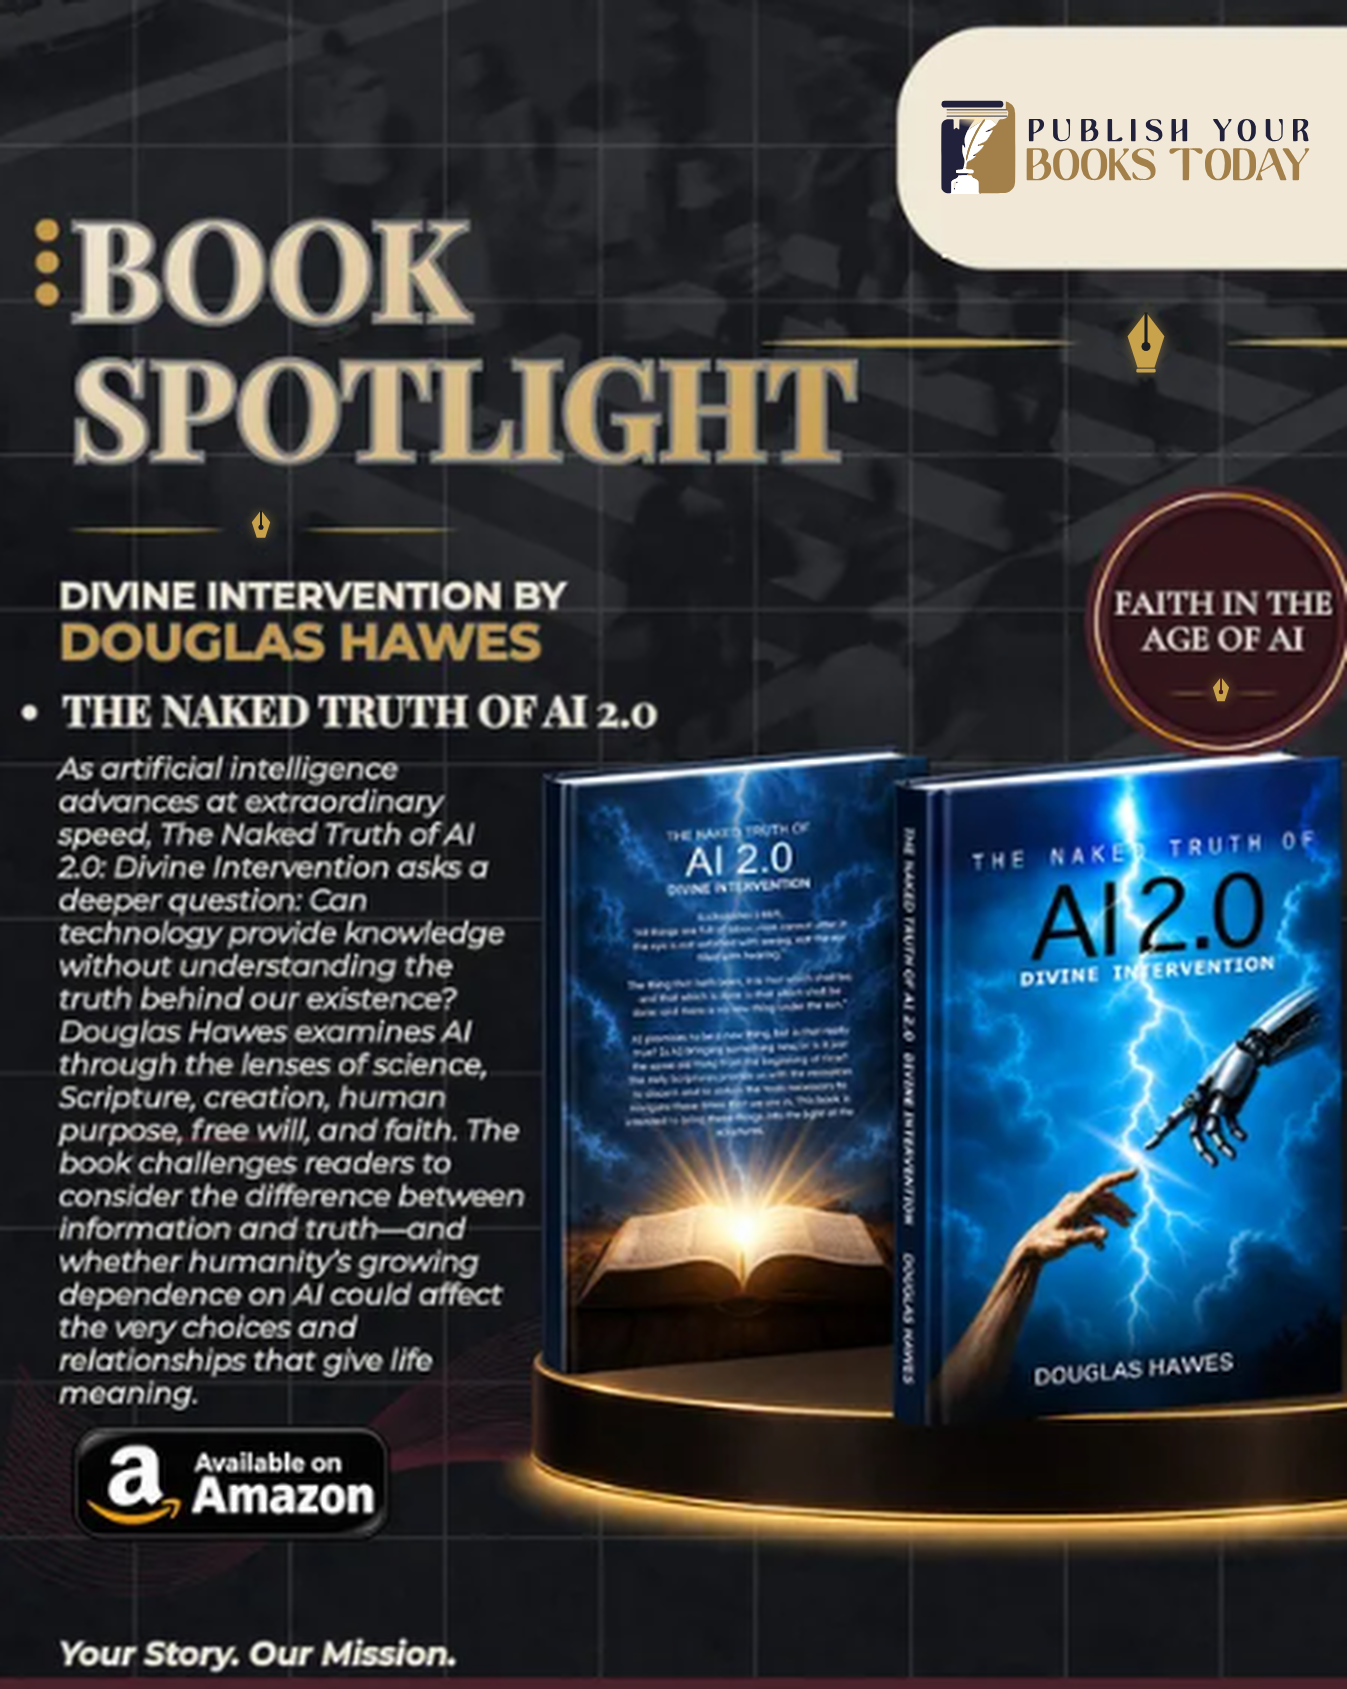 PUBLISH YOUR
BOOKS TODAY
BOOK
SPOTLIGHT
DIVINE INTERVENTION BY
DOUGLAS HAWES
FAITH IN THE
AGE OF AI
• THE NAKED TRUTH OF AI 2.0
As artificial intelligence
advances at extraordinary
speed, The Naked Truth of AI
2.0: Divine Intervention asks a
deeper question: Can
technology provide knowledge
without understanding the
truth behind our existence?
Douglas Hawes examines AI
through the lenses of science,
Scripture, creation, human
purpose, free will, and faith. The
book challenges readers to
consider the difference between
information and truth—and
whether humanity's growing
dependence on AI could affect
the very choices and
relationships that give life
meaning.
THE NAKED TRUTH OF
AI 2.0
DIVINE INTERVENTION
THE NAKED TRUTH OF AI 2.0 DIVINE INTERVENTION DOUGLAS HAWES
THE NAKED TRUTH OF
AI 2.0
DIVINE INTERVENTION
DOUGLAS HAWES
Available on
Amazon
Your Story. Our Mission.